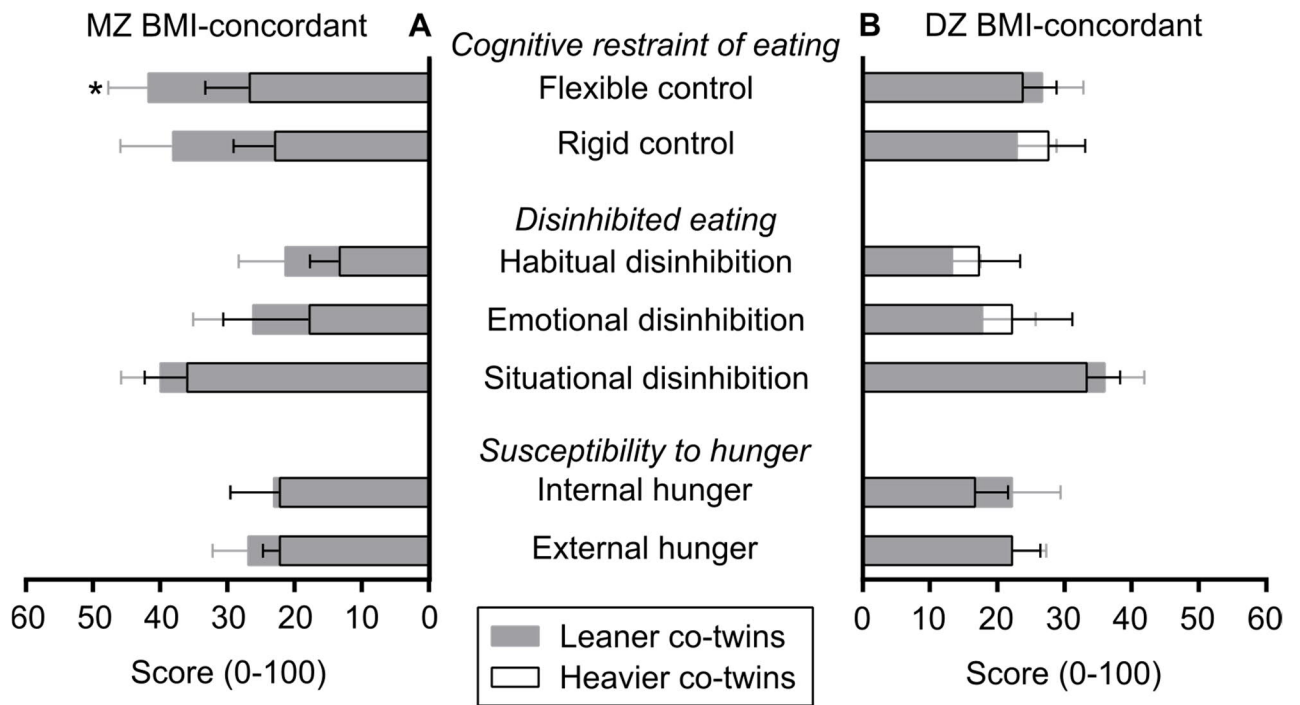 MZ BMI-concordant A
B DZ BMI-concordant
Cognitive restraint of eating
* Flexible control
Rigid control
Disinhibited eating
Habitual disinhibition
Emotional disinhibition
Situational disinhibition
Susceptibility to hunger
Internal hunger
External hunger
60 50 40 30 20 10 0
0 10 20 30 40 50 60
Score (0-100)
Score (0-100)
Leaner co-twins
Heavier co-twins